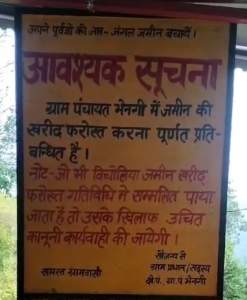 अपने पूर्वजों की जल-जंगल जमीन बचायें।
आवश्यक सूचना
ग्राम पंचायत भेनगी में जमीन की
खरीद फरोस्त करना पूर्णत प्रति-
बन्धित है।
नोट-जो भी विचोलिया जमीन खरीद
फरोस्त गतिविधि मे सम्मलित पाया
जाता है तो उसके खिलाफ उचित
कानूनी कार्यवाही की जायेगी।
सौजन्य से
समस्त ग्रामवासी ग्राम प्रधान/सदस्य
क्षे.पं. ग्रा.पं भेनगी